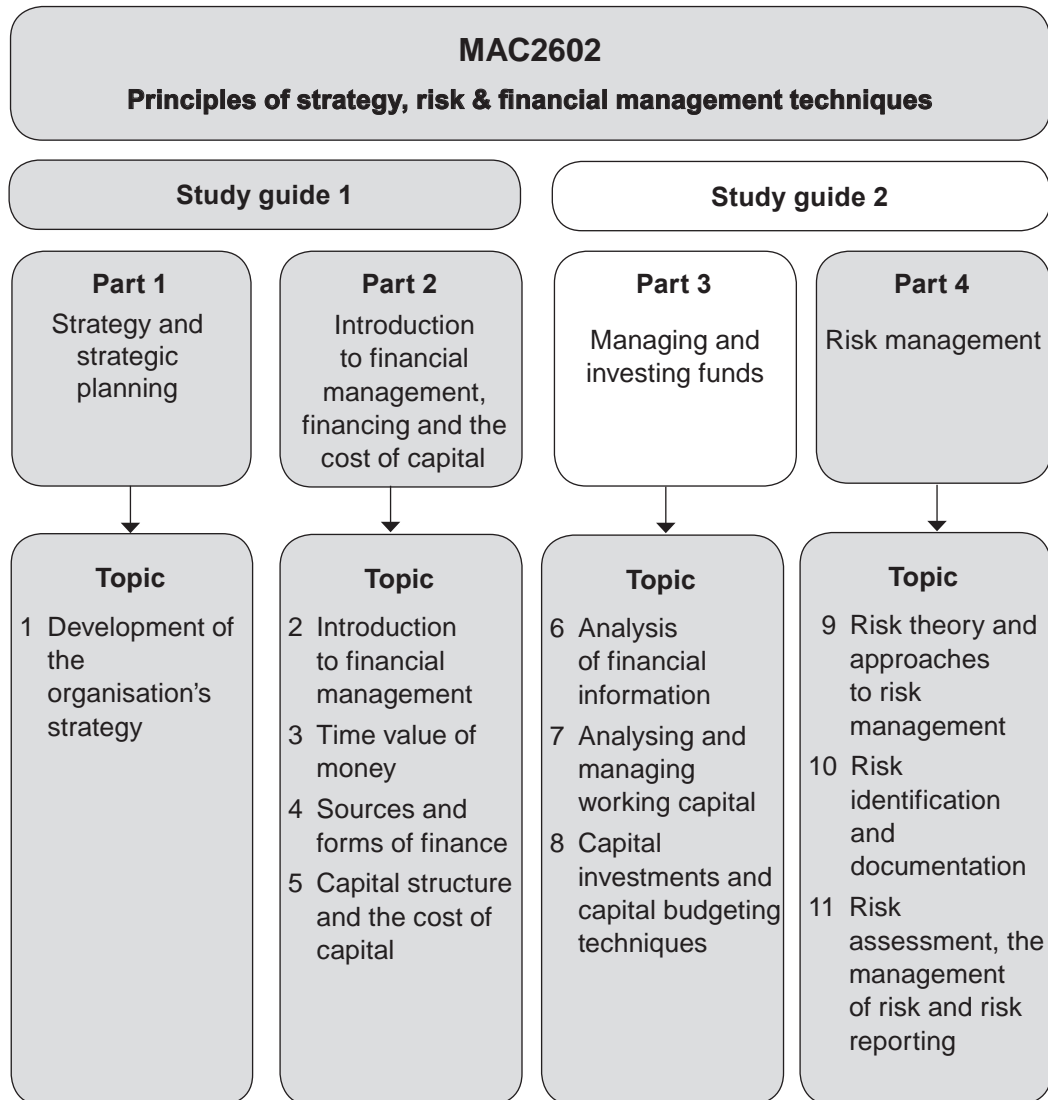 MAC2602
Principles of strategy, risk & financial management techniques
Study guide 1
Study guide 2
Part 1
Strategy and
strategic
planning
Part 2
Introduction
to financial
management,
financing and the
cost of capital
Part 3
Managing and
investing funds
Part 4
Risk management
Topic
1 Development of
the
organisation’s
strategy
Topic
2 Introduction
to financial
management
3 Time value of
money
4 Sources and
forms of finance
5 Capital structure
and the cost of
capital
Topic
6 Analysis
of financial
information
7 Analysing and
managing
working capital
8 Capital
investments and
capital budgeting
techniques
Topic
9 Risk theory and
approaches
to risk
management
10 Risk
identification
and
documentation
11 Risk
assessment, the
management
of risk and risk
reporting